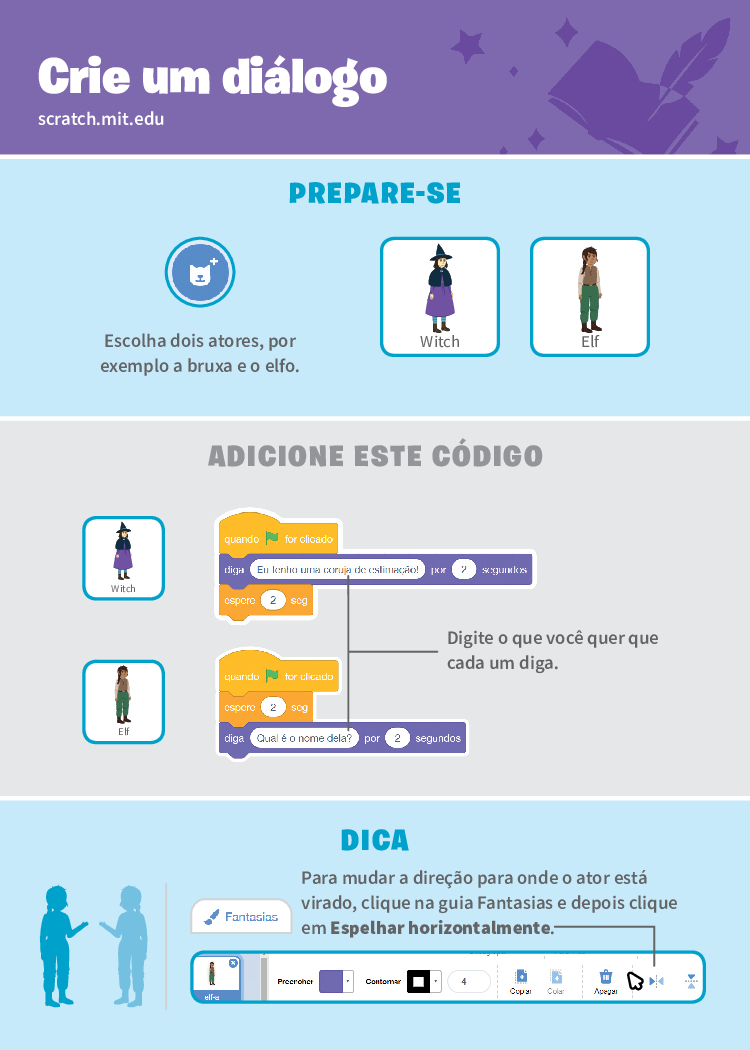 Crie um diálogo
scratch.mit.edu
PREPARE-SE
Escolha dois atores, por
exemplo a bruxa e o elfo.
Witch
Elf
ADICIONE ESTE CÓDIGO
Witch
quando for clicado
diga Eu tenho uma coruja de estimação! por 2 segundos
espere 2 seg
Digite o que você quer que
cada um diga.
Elf
quando for clicado
espere 2 seg
diga Qual é o nome dela? por 2 segundos
DICA
Para mudar a direção para onde o ator está
virado, clique na guia Fantasias e depois clique
em Espelhar horizontalmente.
Fantasias
elf-a
Preencher
Contornar
4
Copiar
Colar
Apagar